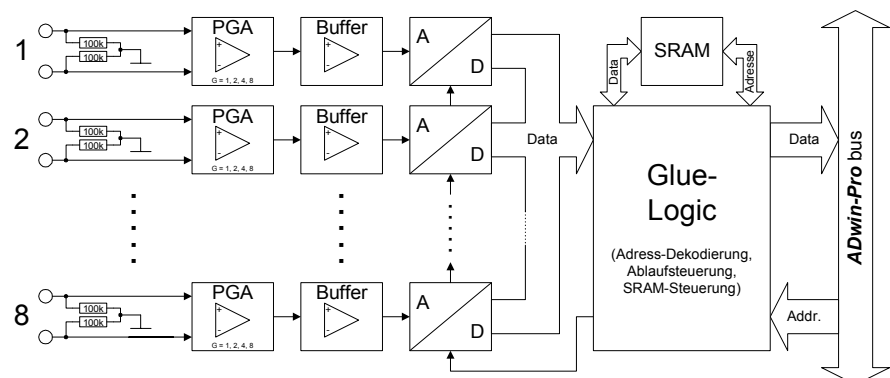 1
100k
100k
PGA
+
-
G = 1, 2, 4, 8
Buffer
+
-
A
D
2
100k
100k
PGA
+
-
G = 1, 2, 4, 8
Buffer
+
-
A
D
8
100k
100k
PGA
+
-
G = 1, 2, 4, 8
Buffer
+
-
A
D
Data
SRAM
Data
Adresse
Glue-
Logic
(Adress-Dekodierung,
Ablaufsteuerung,
SRAM-Steuerung)
Data
Addr.
ADwin-Pro bus